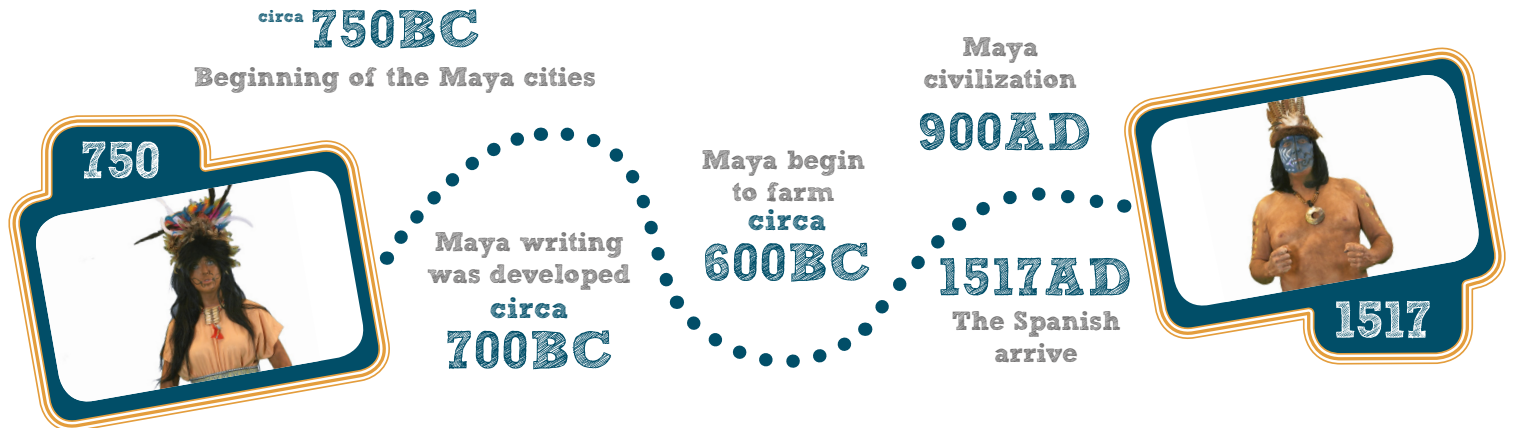 circa 750BC
Beginning of the Maya cities
750
Maya writing
was developed
circa
700BC
Maya begin
to farm
circa
600BC
Maya
civilization
900AD
1517AD
The Spanish
arrive
1517